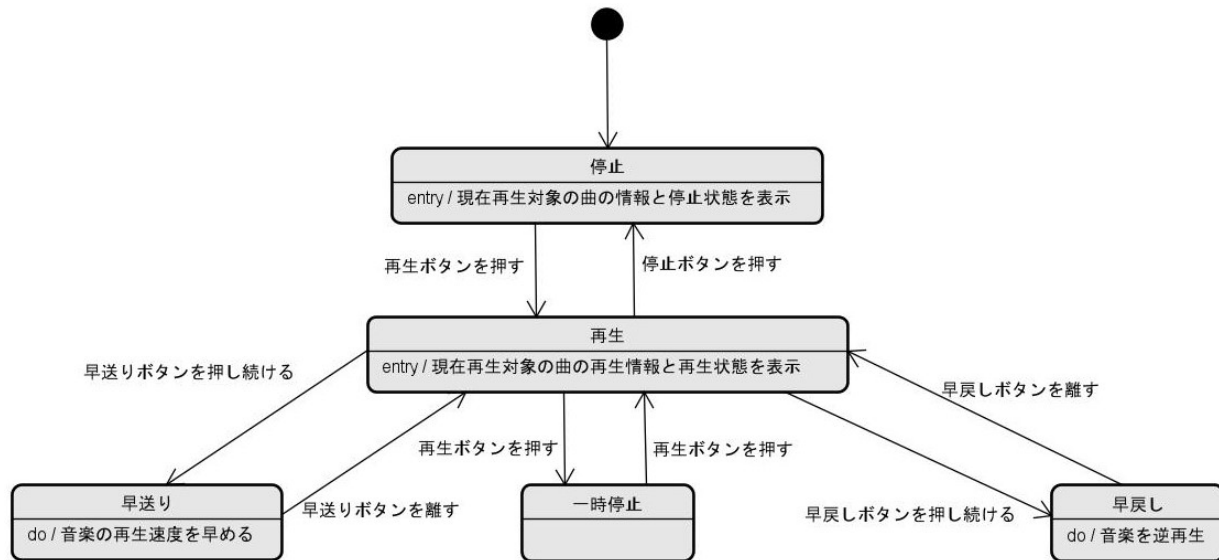 停止
entry / 現在再生対象の曲の情報と停止状態を表示
再生ボタンを押す
停止ボタンを押す
再生
entry / 現在再生対象の曲の再生情報と再生状態を表示
早送りボタンを押し続ける
早戻しボタンを離す
再生ボタンを押す
再生ボタンを押す
早送りボタンを離す
早戻しボタンを押し続ける
早送り
do / 音楽の再生速度を早める
一時停止
早戻し
do / 音楽を逆再生